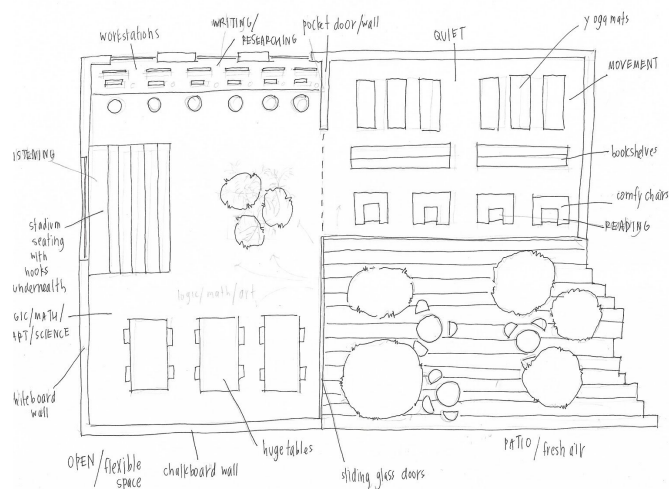 workstations
WRITING/
RESEARCHING
pocket door/wall
QUIET
yoga mats
MOVEMENT
bookshelves
comfy chairs
READING
ISTENING
stadium
seating
with
hooks
underneath
logic/math/art
GIC/MATH/
ART/SCIENCE
hiteboard
wall
OPEN/flexible
space
chalkboard wall
huge tables
sliding glass doors
PATIO/fresh air